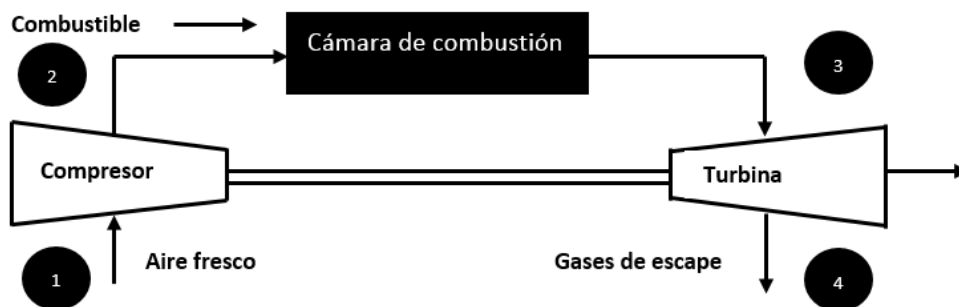 Combustible
Cámara de combustión
2
3
Compresor
Turbina
1
Aire fresco
Gases de escape
4